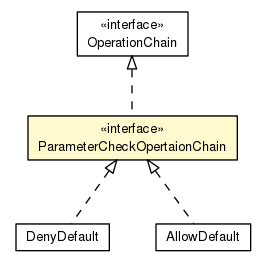 «interface»
OperationChain
«interface»
ParameterCheckOpertaionChain
DenyDefault
AllowDefault